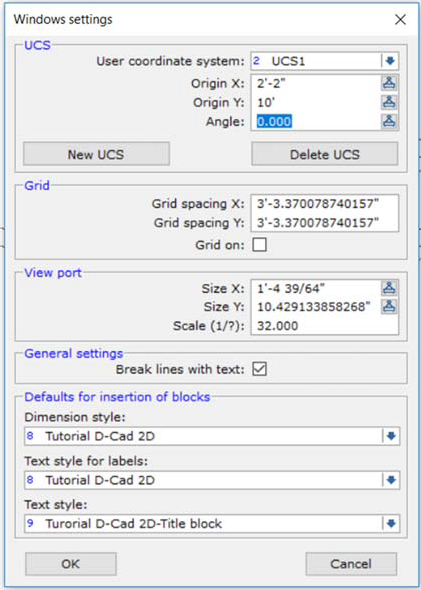 Windows settings
UCS
User coordinate system: 2 UCS1
Origin X: 2'-2"
Origin Y: 10'
Angle: 0.000
New UCS Delete UCS
Grid
Grid spacing X: 3'-3.370078740157"
Grid spacing Y: 3'-3.370078740157"
Grid on:
View port
Size X: 1'-4 39/64"
Size Y: 10.429133858268"
Scale (1/?): 32.000
General settings
Break lines with text:
Defaults for insertion of blocks
Dimension style:
8 Tutorial D-Cad 2D
Text style for labels:
8 Tutorial D-Cad 2D
Text style:
9 Turorial D-Cad 2D-Title block
OK Cancel